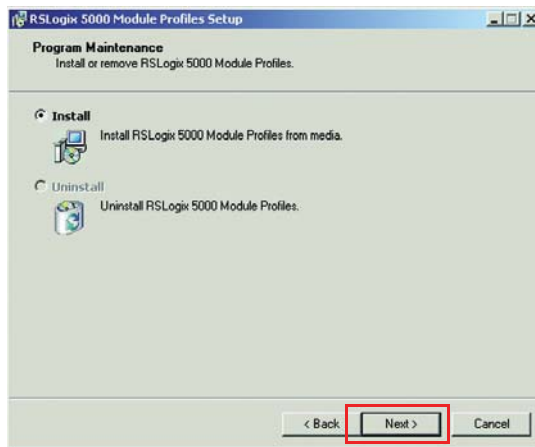 RSLogix 5000 Module Profiles Setup
Program Maintenance
Install or remove RSLogix 5000 Module Profiles.
Install
Install RSLogix 5000 Module Profiles from media.
Uninstall
Uninstall RSLogix 5000 Module Profiles.
< Back
Next >
Cancel